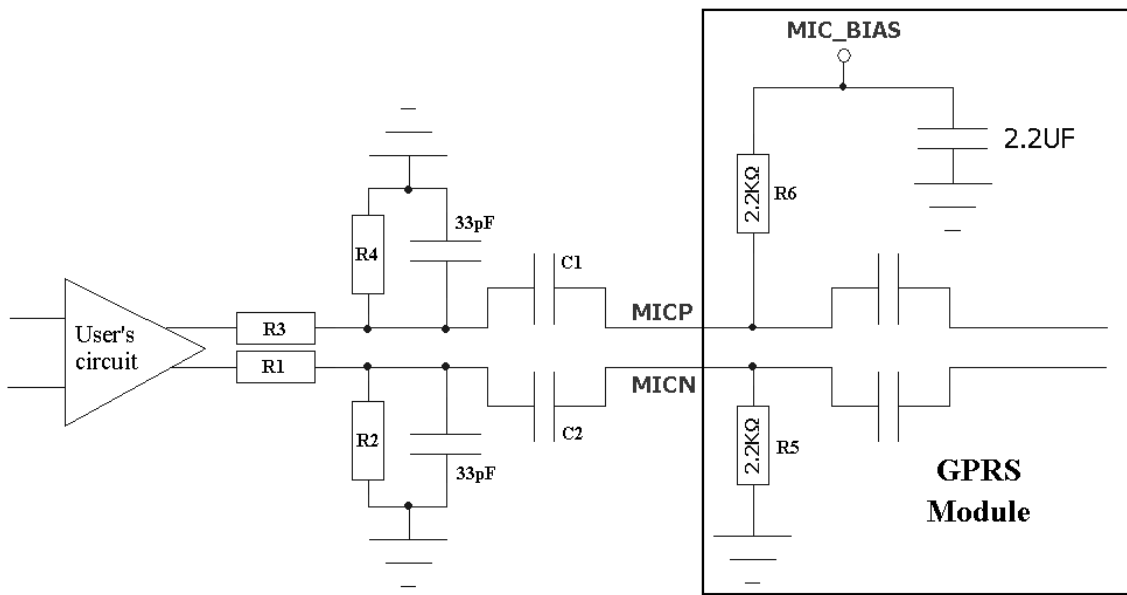 MIC_BIAS
2.2UF
2.2KΩ
R6
33pF
R4
C1
MICP
User's
circuit
R3
R1
MICN
R2
C2
33pF
2.2KΩ
R5
GPRS
Module